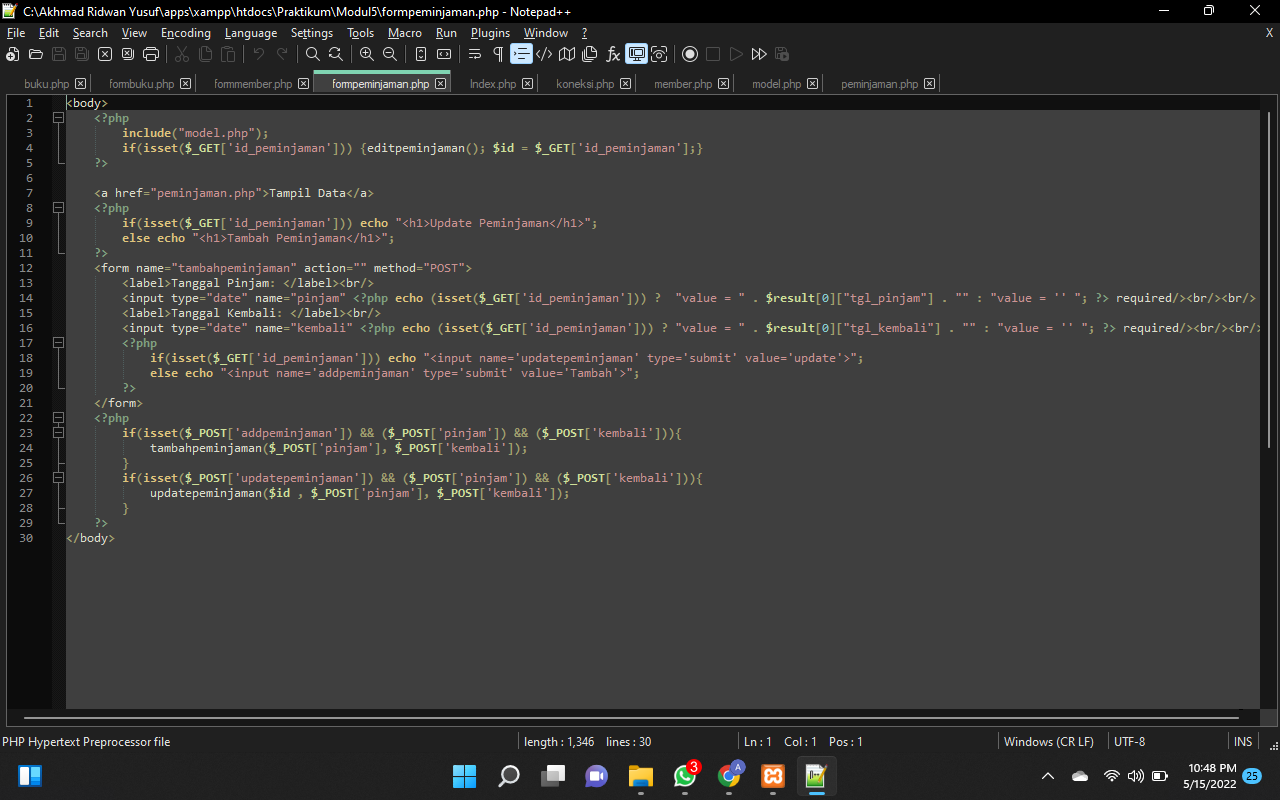 C:\Akhmad Ridwan Yusuf\apps\xampp\htdocs\Praktikum\Modul5\formpeminjaman.php - Notepad++
File Edit Search View Encoding Language Settings Tools Macro Run Plugins Window ? X
buku.php formbuku.php formmember.php formpeminjaman.php Index.php koneksi.php member.php model.php peminjaman.php
1 <body>
2 <?php
3 include("model.php");
4 if(isset($_GET['id_peminjaman'])) {editpeminjaman(); $id = $_GET['id_peminjaman'];}
5 ?>
6
7 <a href="peminjaman.php">Tampil Data</a>
8 <?php
9 if(isset($_GET['id_peminjaman'])) echo "<h1>Update Peminjaman</h1>";
10 else echo "<h1>Tambah Peminjaman</h1>";
11 ?>
12 <form name="tambahpeminjaman" action="" method="POST">
13 <label>Tanggal Pinjam: </label><br/>
14 <input type="date" name="pinjam" <?php echo (isset($_GET['id_peminjaman'])) ?  "value = " . $result[0]["tgl_pinjam"] . "" : "value = '' "; ?> required/><br/><br/>
15 <label>Tanggal Kembali: </label><br/>
16 <input type="date" name="kembali" <?php echo (isset($_GET['id_peminjaman'])) ? "value = " . $result[0]["tgl_kembali"] . "" : "value = '' "; ?> required/><br/><br/>
17 <?php
18 if(isset($_GET['id_peminjaman'])) echo "<input name='updatepeminjaman' type='submit' value='update'>";
19 else echo "<input name='addpeminjaman' type='submit' value='Tambah'>";
20 ?>
21 </form>
22 <?php
23 if(isset($_POST['addpeminjaman']) && ($_POST['pinjam']) && ($_POST['kembali'])){
24 tambahpeminjaman($_POST['pinjam'], $_POST['kembali']);
25 }
26 if(isset($_POST['updatepeminjaman']) && ($_POST['pinjam']) && ($_POST['kembali'])){
27 updatepeminjaman($id , $_POST['pinjam'], $_POST['kembali']);
28 }
29 ?>
30 </body>
PHP Hypertext Preprocessor file length : 1,346 lines : 30 Ln : 1 Col : 1 Pos : 1 Windows (CR LF) UTF-8 INS
3 A 10:48 PM
5/15/2022 25